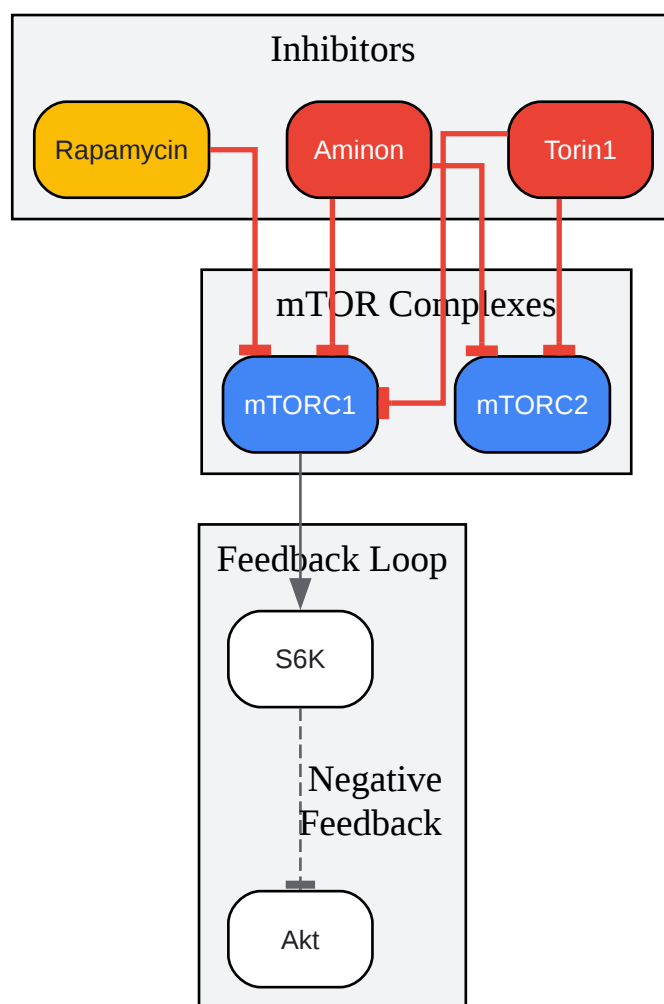 Inhibitors
Rapamycin
Aminon
Torin1
mTOR Complexes
mTORC1
mTORC2
Feedback Loop
S6K
Negative
Feedback
Akt